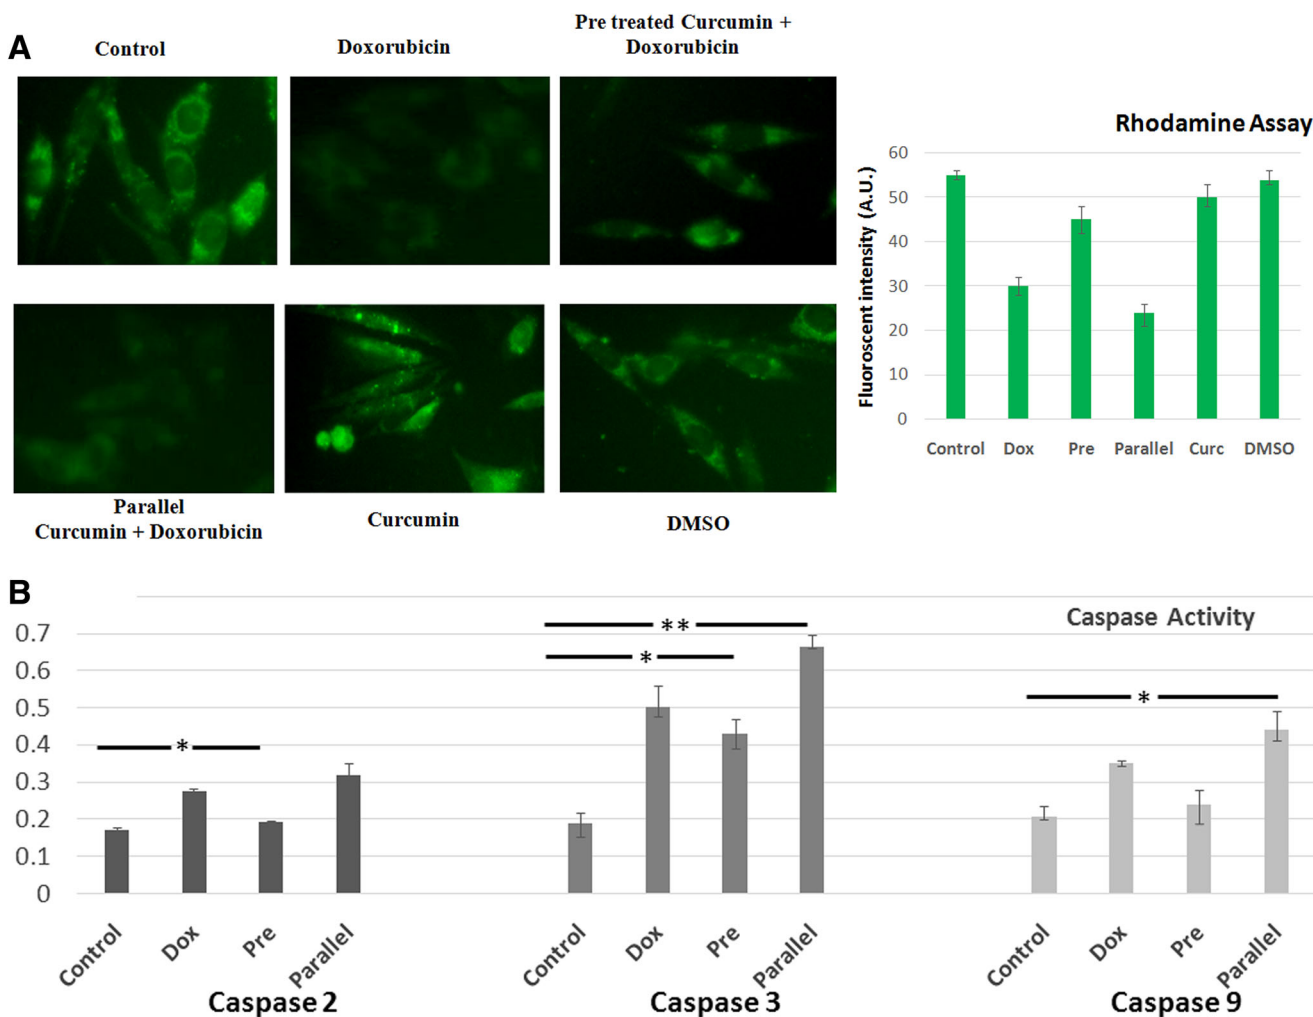 A
Control
Doxorubicin
Pre treated Curcumin +
Doxorubicin
Parallel
Curcumin + Doxorubicin
Curcumin
DMSO
Rhodamine Assay
Fluoroscent intensity (A.U.)
60
50
40
30
20
10
0
Control Dox Pre Parallel Curc DMSO
B
Caspase Activity
0.7
0.6
0.5
0.4
0.3
0.2
0.1
0
*
**
*
*
Control Dox Pre Parallel
Caspase 2
Control Dox Pre Parallel
Caspase 3
Control Dox Pre Parallel
Caspase 9